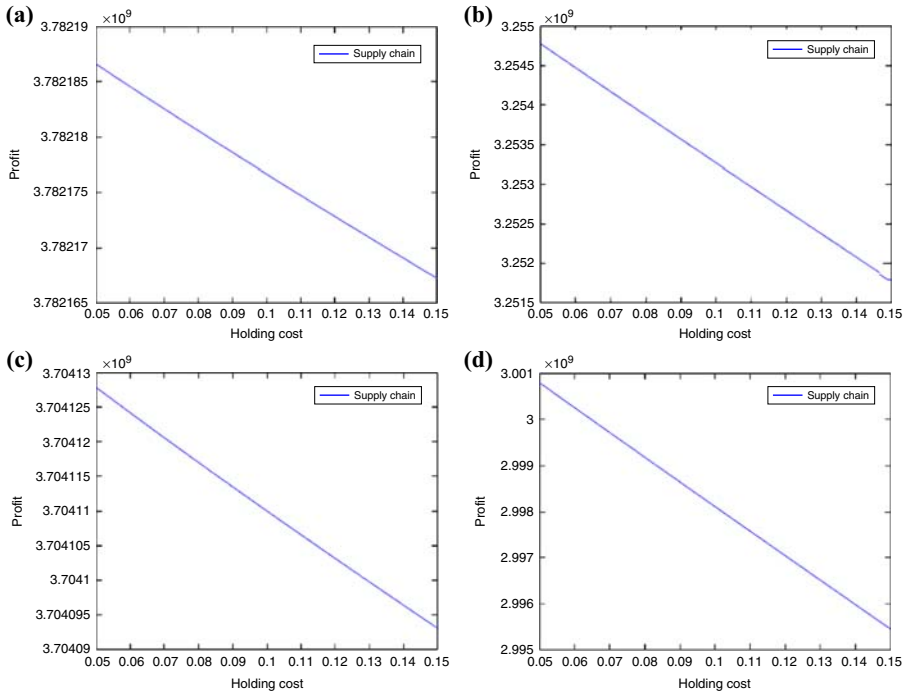 (a)
×10⁹
3.78219
3.782185
3.78218
3.782175
3.78217
3.782165
Profit
Supply chain
0.05 0.06 0.07 0.08 0.09 0.1 0.11 0.12 0.13 0.14 0.15
Holding cost
(b)
×10⁹
3.255
3.2545
3.254
3.2535
3.253
3.2525
3.252
3.2515
Profit
Supply chain
0.05 0.06 0.07 0.08 0.09 0.1 0.11 0.12 0.13 0.14 0.15
Holding cost
(c)
×10⁹
3.70413
3.704125
3.70412
3.704115
3.70411
3.704105
3.7041
3.704095
3.70409
Profit
Supply chain
0.05 0.06 0.07 0.08 0.09 0.1 0.11 0.12 0.13 0.14 0.15
Holding cost
(d)
×10⁹
3.001
3
2.999
2.998
2.997
2.996
2.995
Profit
Supply chain
0.05 0.06 0.07 0.08 0.09 0.1 0.11 0.12 0.13 0.14 0.15
Holding cost